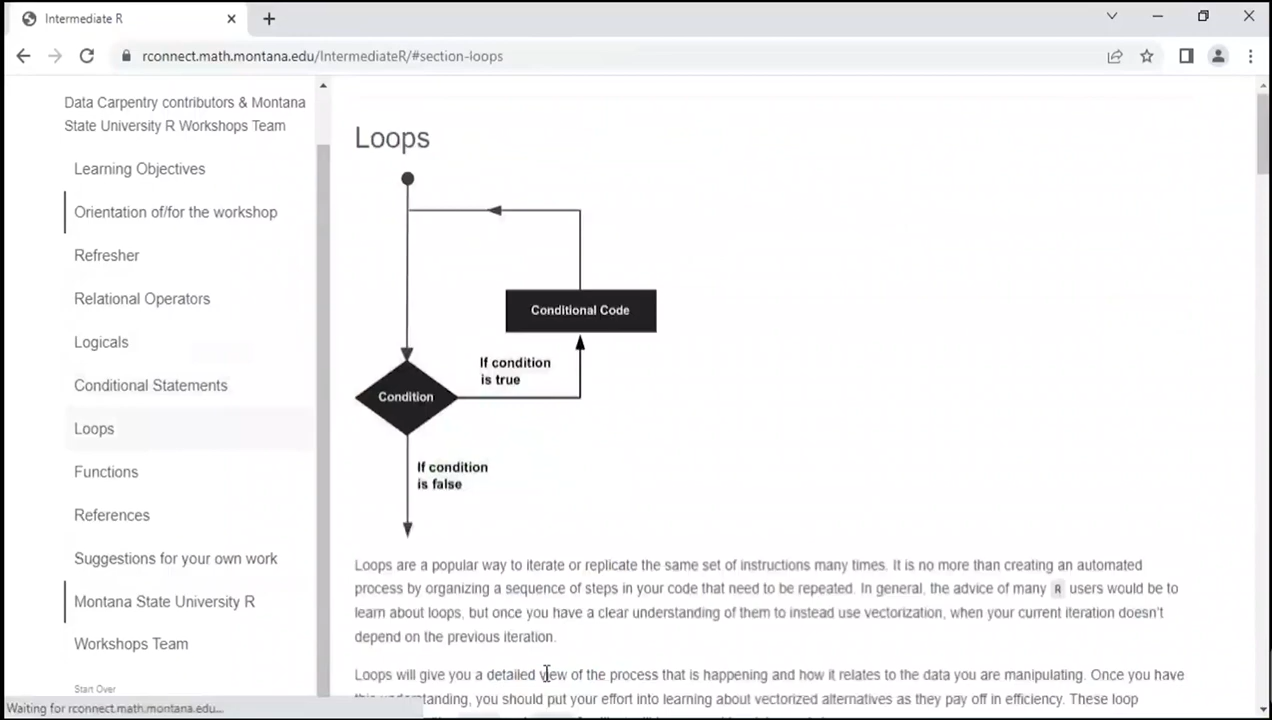 Intermediate R
rconnect.math.montana.edu/IntermediateR/#section-loops
Data Carpentry contributors & Montana
State University R Workshops Team
Learning Objectives
Orientation of/for the workshop
Refresher
Relational Operators
Logicals
Conditional Statements
Loops
Functions
References
Suggestions for your own work
Montana State University R
Workshops Team
Start Over
Loops
Conditional Code
If condition
is true
Condition
If condition
is false
Loops are a popular way to iterate or replicate the same set of instructions many times. It is no more than creating an automated
process by organizing a sequence of steps in your code that need to be repeated. In general, the advice of many R users would be to
learn about loops, but once you have a clear understanding of them to instead use vectorization, when your current iteration doesn't
depend on the previous iteration.
Loops will give you a detailed view of the process that is happening and how it relates to the data you are manipulating. Once you have
this understanding, you should put your effort into learning about vectorized alternatives as they pay off in efficiency. These loop
Waiting for rconnect.math.montana.edu...